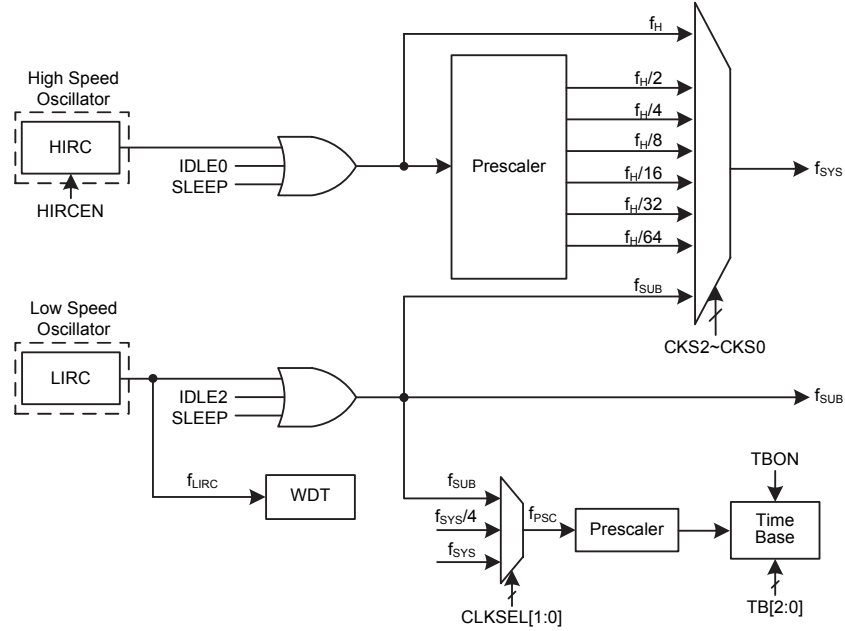 High Speed
Oscillator
HIRC
HIRCEN
IDLE0
SLEEP
Prescaler
fH
fH/2
fH/4
fH/8
fH/16
fH/32
fH/64
fSUB
fSYS
CKS2~CKS0
Low Speed
Oscillator
LIRC
IDLE2
SLEEP
fSUB
fLIRC
WDT
fSUB
fSYS/4
fSYS
fPSC
CLKSEL[1:0]
Prescaler
TBON
Time
Base
TB[2:0]